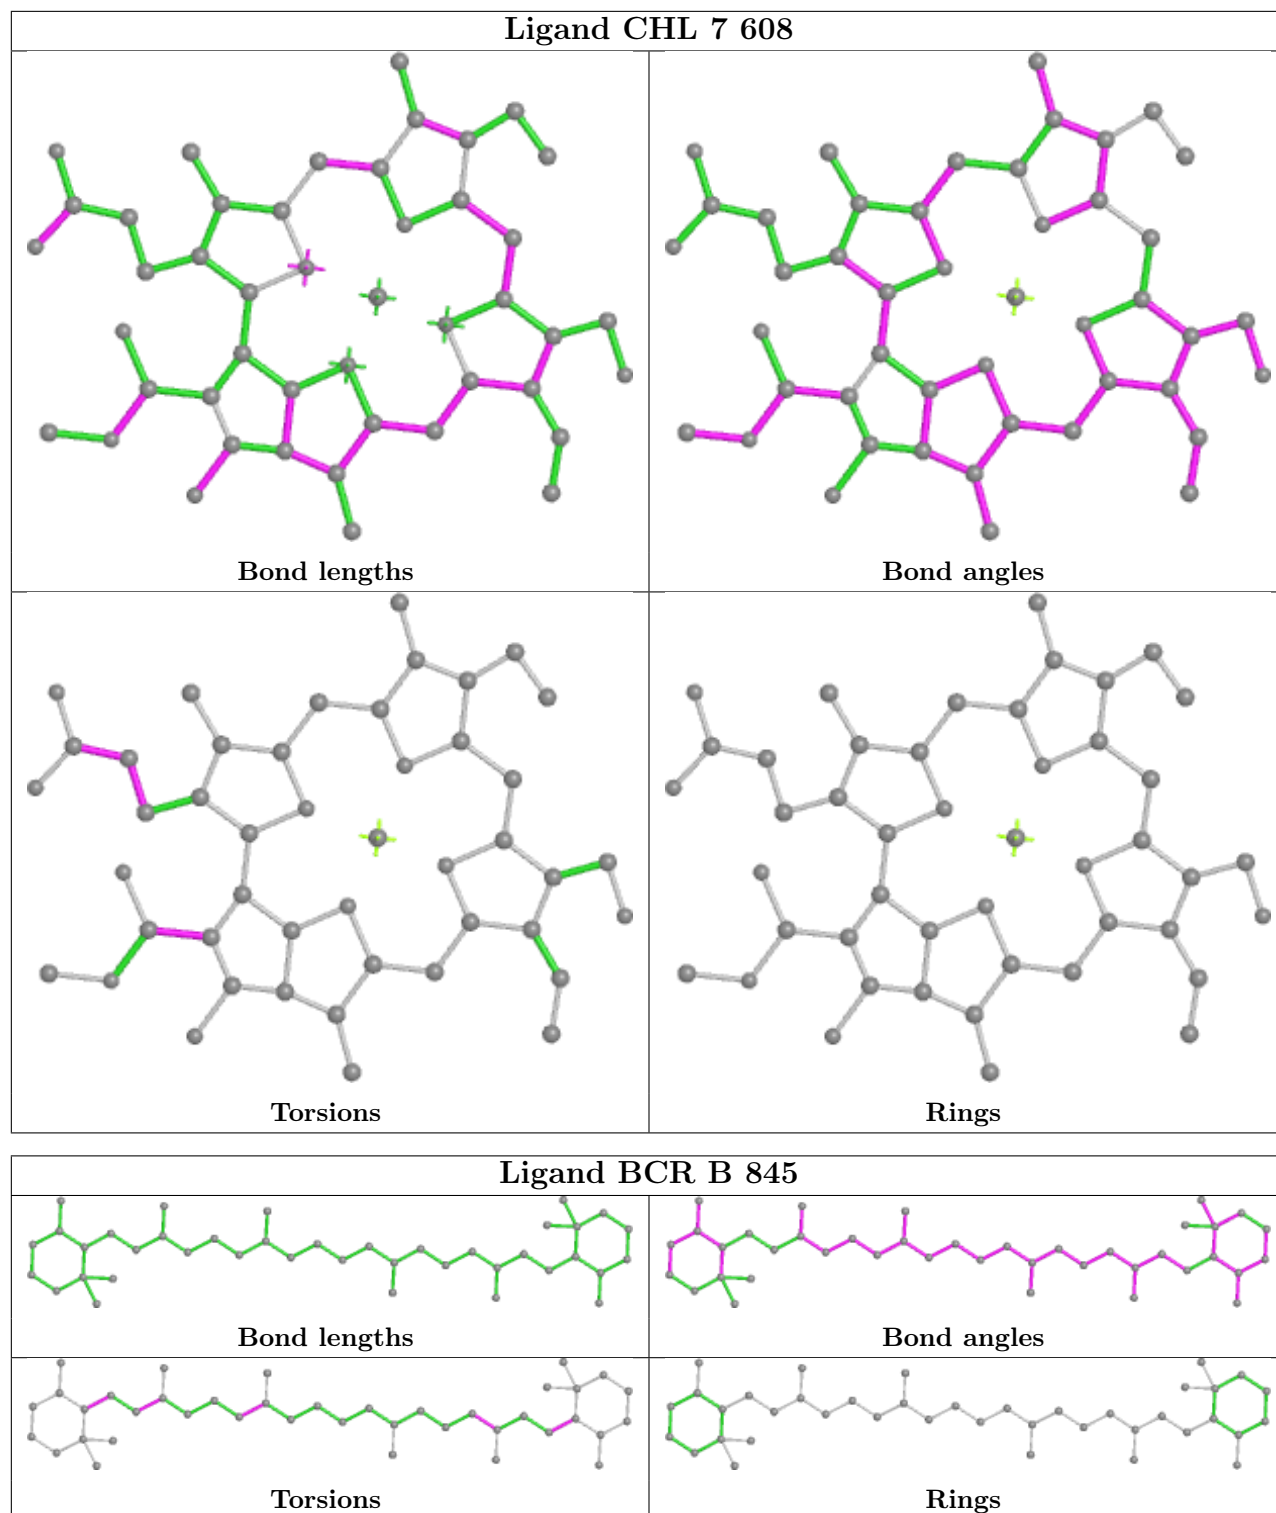 Ligand CHL 7 608
Bond lengths
Bond angles
Torsions
Rings
Ligand BCR B 845
Bond lengths
Bond angles
Torsions
Rings